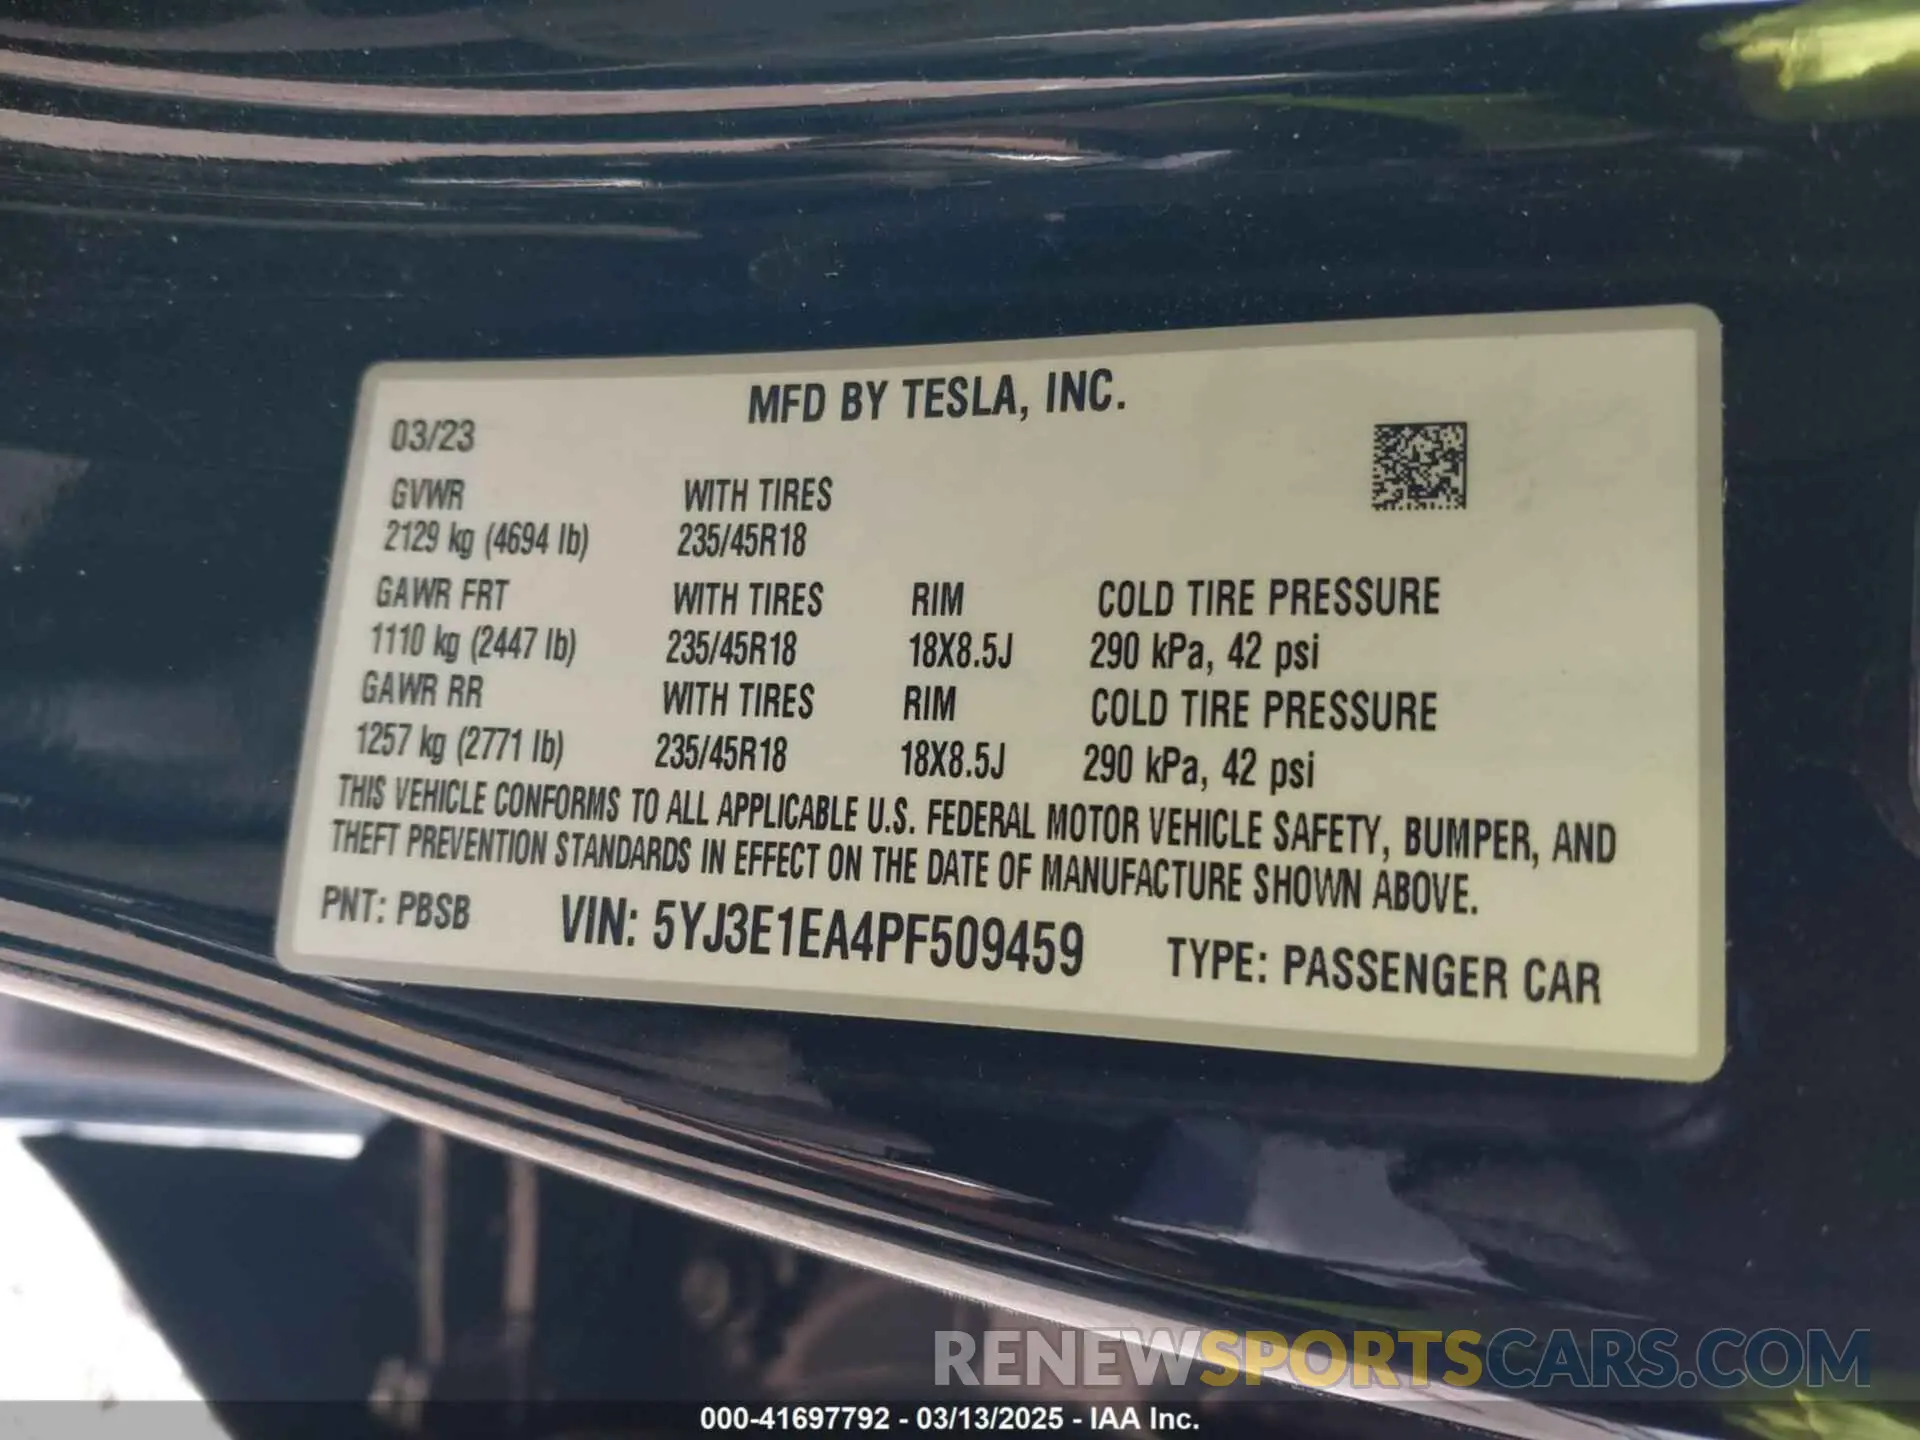 MFD BY TESLA, INC.
03/23
GVWR WITH TIRES
2129 kg (4694 lb) 235/45R18
GAWR FRT WITH TIRES RIM COLD TIRE PRESSURE
1110 kg (2447 lb) 235/45R18 18X8.5J 290 kPa, 42 psi
GAWR RR WITH TIRES RIM COLD TIRE PRESSURE
1257 kg (2771 lb) 235/45R18 18X8.5J 290 kPa, 42 psi
THIS VEHICLE CONFORMS TO ALL APPLICABLE U.S. FEDERAL MOTOR VEHICLE SAFETY, BUMPER, AND
THEFT PREVENTION STANDARDS IN EFFECT ON THE DATE OF MANUFACTURE SHOWN ABOVE.
PNT: PBSB VIN: 5YJ3E1EA4PF509459 TYPE: PASSENGER CAR
RENEWSPORTSCARS.COM
000-41697792 - 03/13/2025 - IAA Inc.